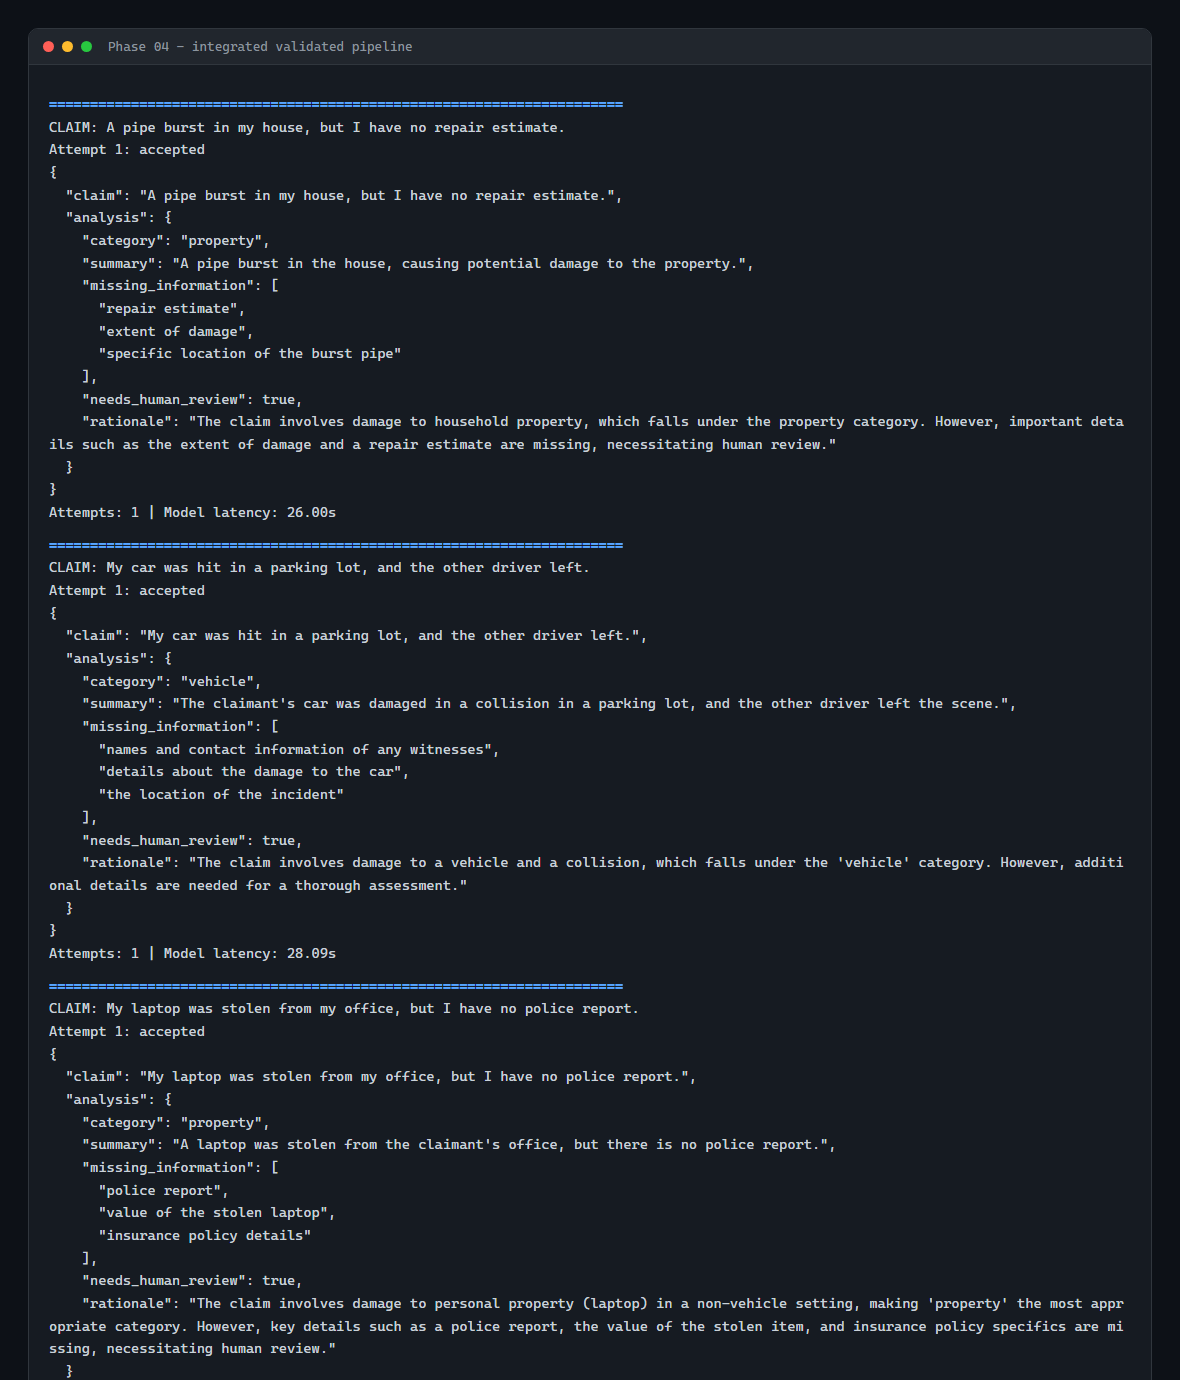 Phase 04 – integrated validated pipeline
======================================================================
CLAIM: A pipe burst in my house, but I have no repair estimate.
Attempt 1: accepted
{
  "claim": "A pipe burst in my house, but I have no repair estimate.",
  "analysis": {
    "category": "property",
    "summary": "A pipe burst in the house, causing potential damage to the property.",
    "missing_information": [
      "repair estimate",
      "extent of damage",
      "specific location of the burst pipe"
    ],
    "needs_human_review": true,
    "rationale": "The claim involves damage to household property, which falls under the property category. However, important deta
ils such as the extent of damage and a repair estimate are missing, necessitating human review."
  }
}
Attempts: 1 | Model latency: 26.00s
======================================================================
CLAIM: My car was hit in a parking lot, and the other driver left.
Attempt 1: accepted
{
  "claim": "My car was hit in a parking lot, and the other driver left.",
  "analysis": {
    "category": "vehicle",
    "summary": "The claimant's car was damaged in a collision in a parking lot, and the other driver left the scene.",
    "missing_information": [
      "names and contact information of any witnesses",
      "details about the damage to the car",
      "the location of the incident"
    ],
    "needs_human_review": true,
    "rationale": "The claim involves damage to a vehicle and a collision, which falls under the 'vehicle' category. However, additi
onal details are needed for a thorough assessment."
  }
}
Attempts: 1 | Model latency: 28.09s
======================================================================
CLAIM: My laptop was stolen from my office, but I have no police report.
Attempt 1: accepted
{
  "claim": "My laptop was stolen from my office, but I have no police report.",
  "analysis": {
    "category": "property",
    "summary": "A laptop was stolen from the claimant's office, but there is no police report.",
    "missing_information": [
      "police report",
      "value of the stolen laptop",
      "insurance policy details"
    ],
    "needs_human_review": true,
    "rationale": "The claim involves damage to personal property (laptop) in a non-vehicle setting, making 'property' the most appr
opriate category. However, key details such as a police report, the value of the stolen item, and insurance policy specifics are mi
ssing, necessitating human review."
  }